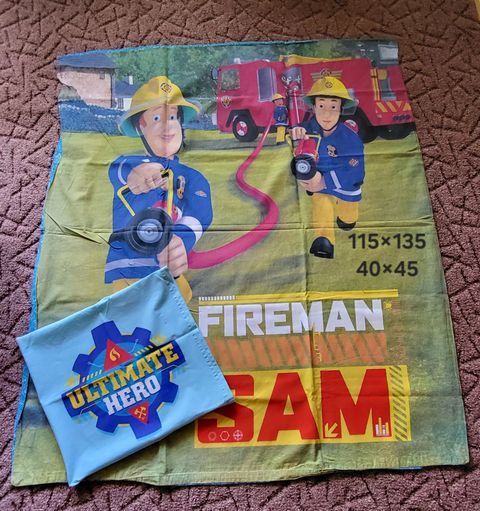 115×135
40×45
FIREMAN
SAM
ULTIMATE
HERO